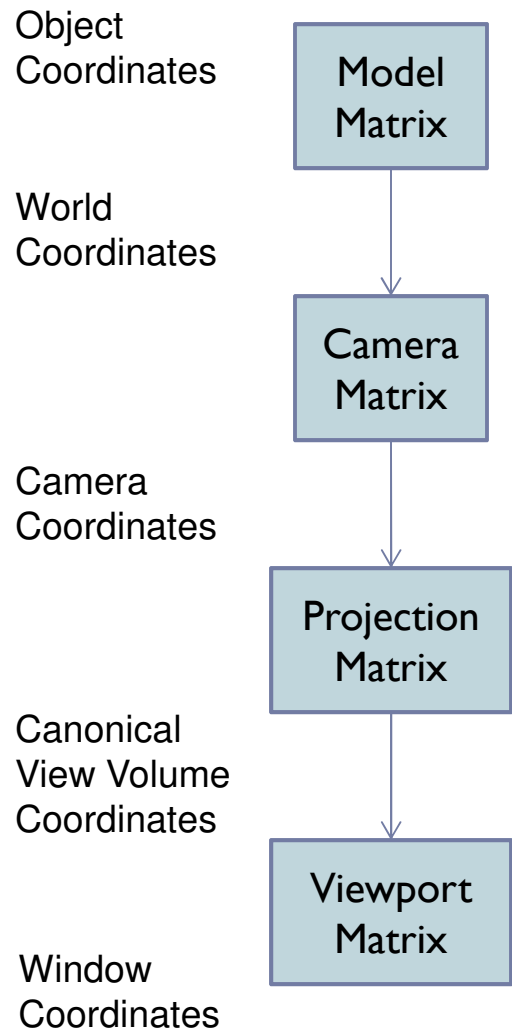 Object
Coordinates
Model
Matrix
World
Coordinates
Camera
Matrix
Camera
Coordinates
Projection
Matrix
Canonical
View Volume
Coordinates
Viewport
Matrix
Window
Coordinates